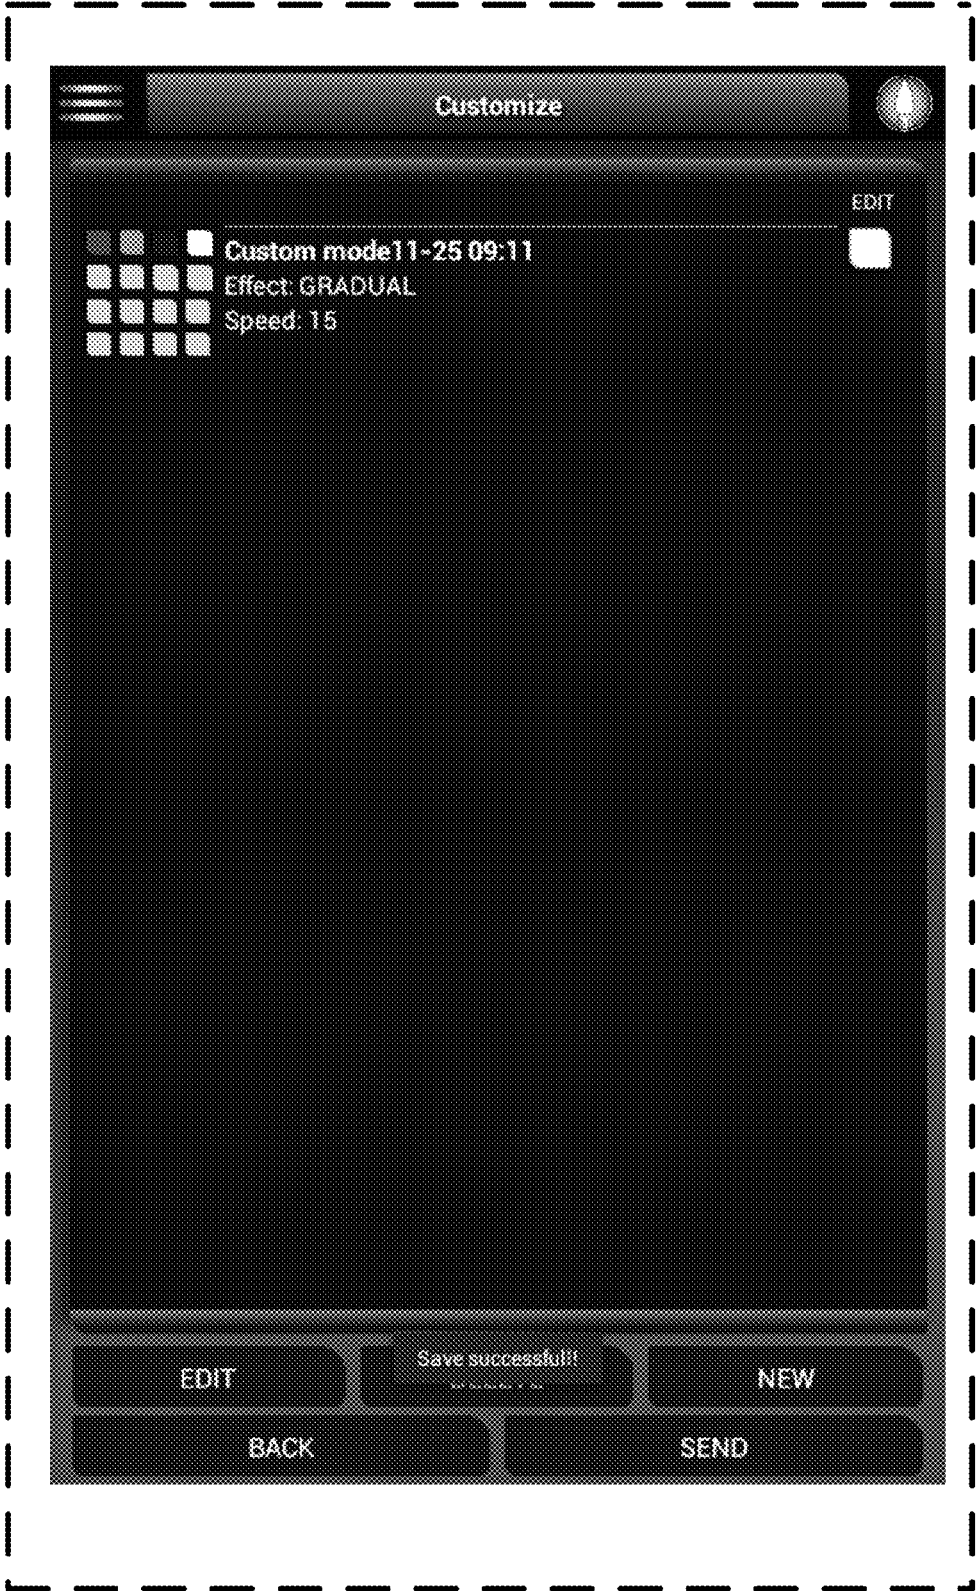 Customize
EDIT
Custom mode11-25 09:11
Effect: GRADUAL
Speed: 15
Save successful!!
EDIT
NEW
BACK
SEND